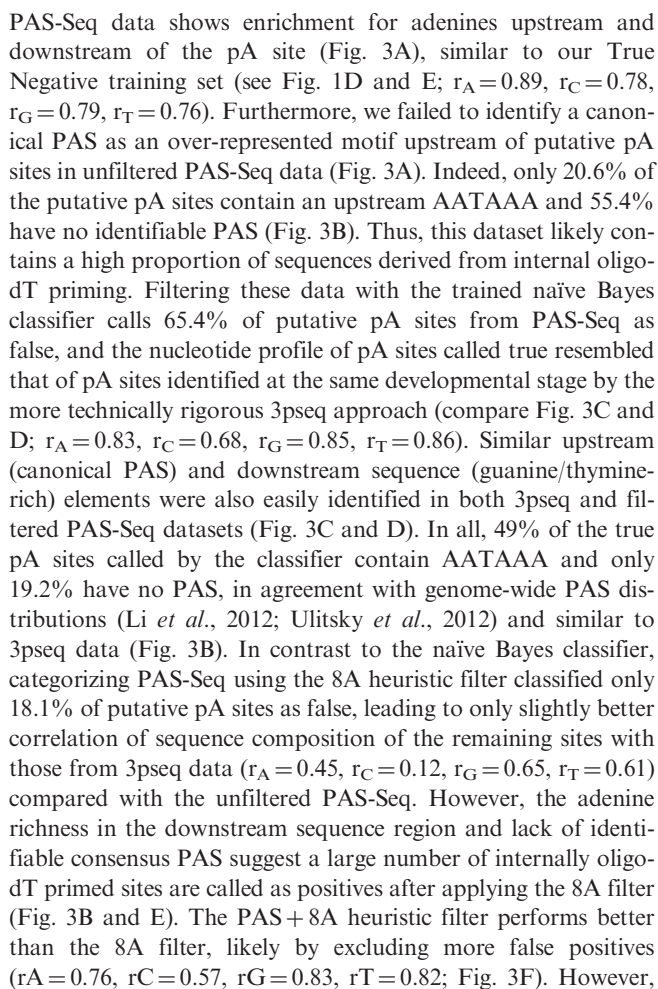 PAS-Seq data shows enrichment for adenines upstream and
downstream of the pA site (Fig. 3A), similar to our True
Negative training set (see Fig. 1D and E; rA = 0.89, rC = 0.78,
rG = 0.79, rT = 0.76). Furthermore, we failed to identify a canon-
ical PAS as an over-represented motif upstream of putative pA
sites in unfiltered PAS-Seq data (Fig. 3A). Indeed, only 20.6% of
the putative pA sites contain an upstream AATAAA and 55.4%
have no identifiable PAS (Fig. 3B). Thus, this dataset likely con-
tains a high proportion of sequences derived from internal oligo-
dT priming. Filtering these data with the trained naïve Bayes
classifier calls 65.4% of putative pA sites from PAS-Seq as
false, and the nucleotide profile of pA sites called true resembled
that of pA sites identified at the same developmental stage by the
more technically rigorous 3pseq approach (compare Fig. 3C and
D; rA = 0.83, rC = 0.68, rG = 0.85, rT = 0.86). Similar upstream
(canonical PAS) and downstream sequence (guanine/thymine-
rich) elements were also easily identified in both 3pseq and fil-
tered PAS-Seq datasets (Fig. 3C and D). In all, 49% of the true
pA sites called by the classifier contain AATAAA and only
19.2% have no PAS, in agreement with genome-wide PAS dis-
tributions (Li et al., 2012; Ulitsky et al., 2012) and similar to
3pseq data (Fig. 3B). In contrast to the naïve Bayes classifier,
categorizing PAS-Seq using the 8A heuristic filter classified only
18.1% of putative pA sites as false, leading to only slightly better
correlation of sequence composition of the remaining sites with
those from 3pseq data (rA = 0.45, rC = 0.12, rG = 0.65, rT = 0.61)
compared with the unfiltered PAS-Seq. However, the adenine
richness in the downstream sequence region and lack of identi-
fiable consensus PAS suggest a large number of internally oligo-
dT primed sites are called as positives after applying the 8A filter
(Fig. 3B and E). The PAS + 8A heuristic filter performs better
than the 8A filter, likely by excluding more false positives
(rA = 0.76, rC = 0.57, rG = 0.83, rT = 0.82; Fig. 3F). However,